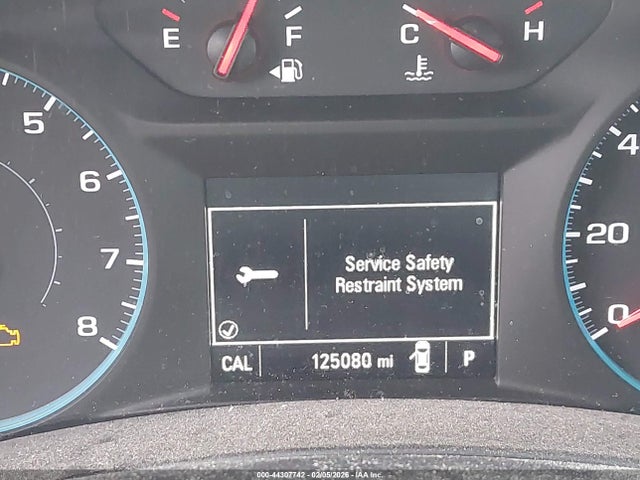 E F C H
5
6
7
8
4
20
0
Service Safety
Restraint System
CAL 125080 mi P
000-44307742 / 02/05/2026 - IAA Inc.